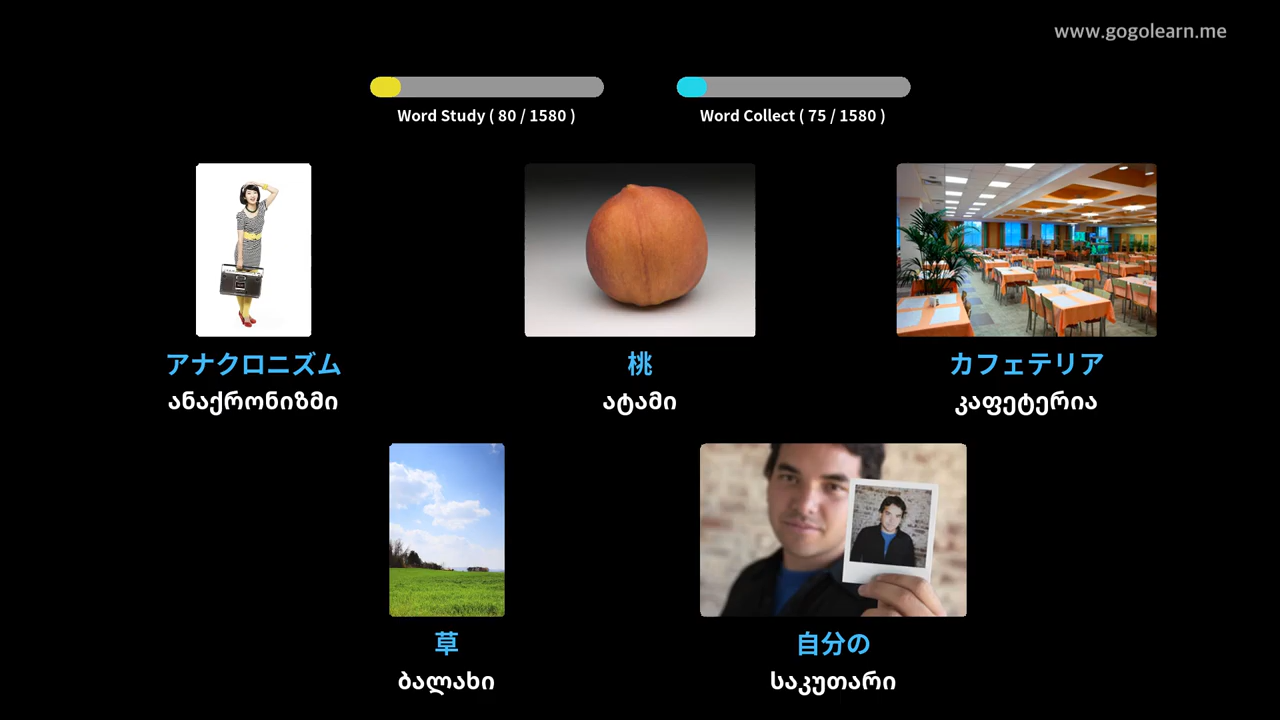 www.gogolearn.me
Word Study ( 80 / 1580 )
Word Collect ( 75 / 1580 )
アナクロニズム
ანაქრონიზმი
桃
ატამი
カフェテリア
კაფეტერია
草
ბალახი
自分の
საკუთარი